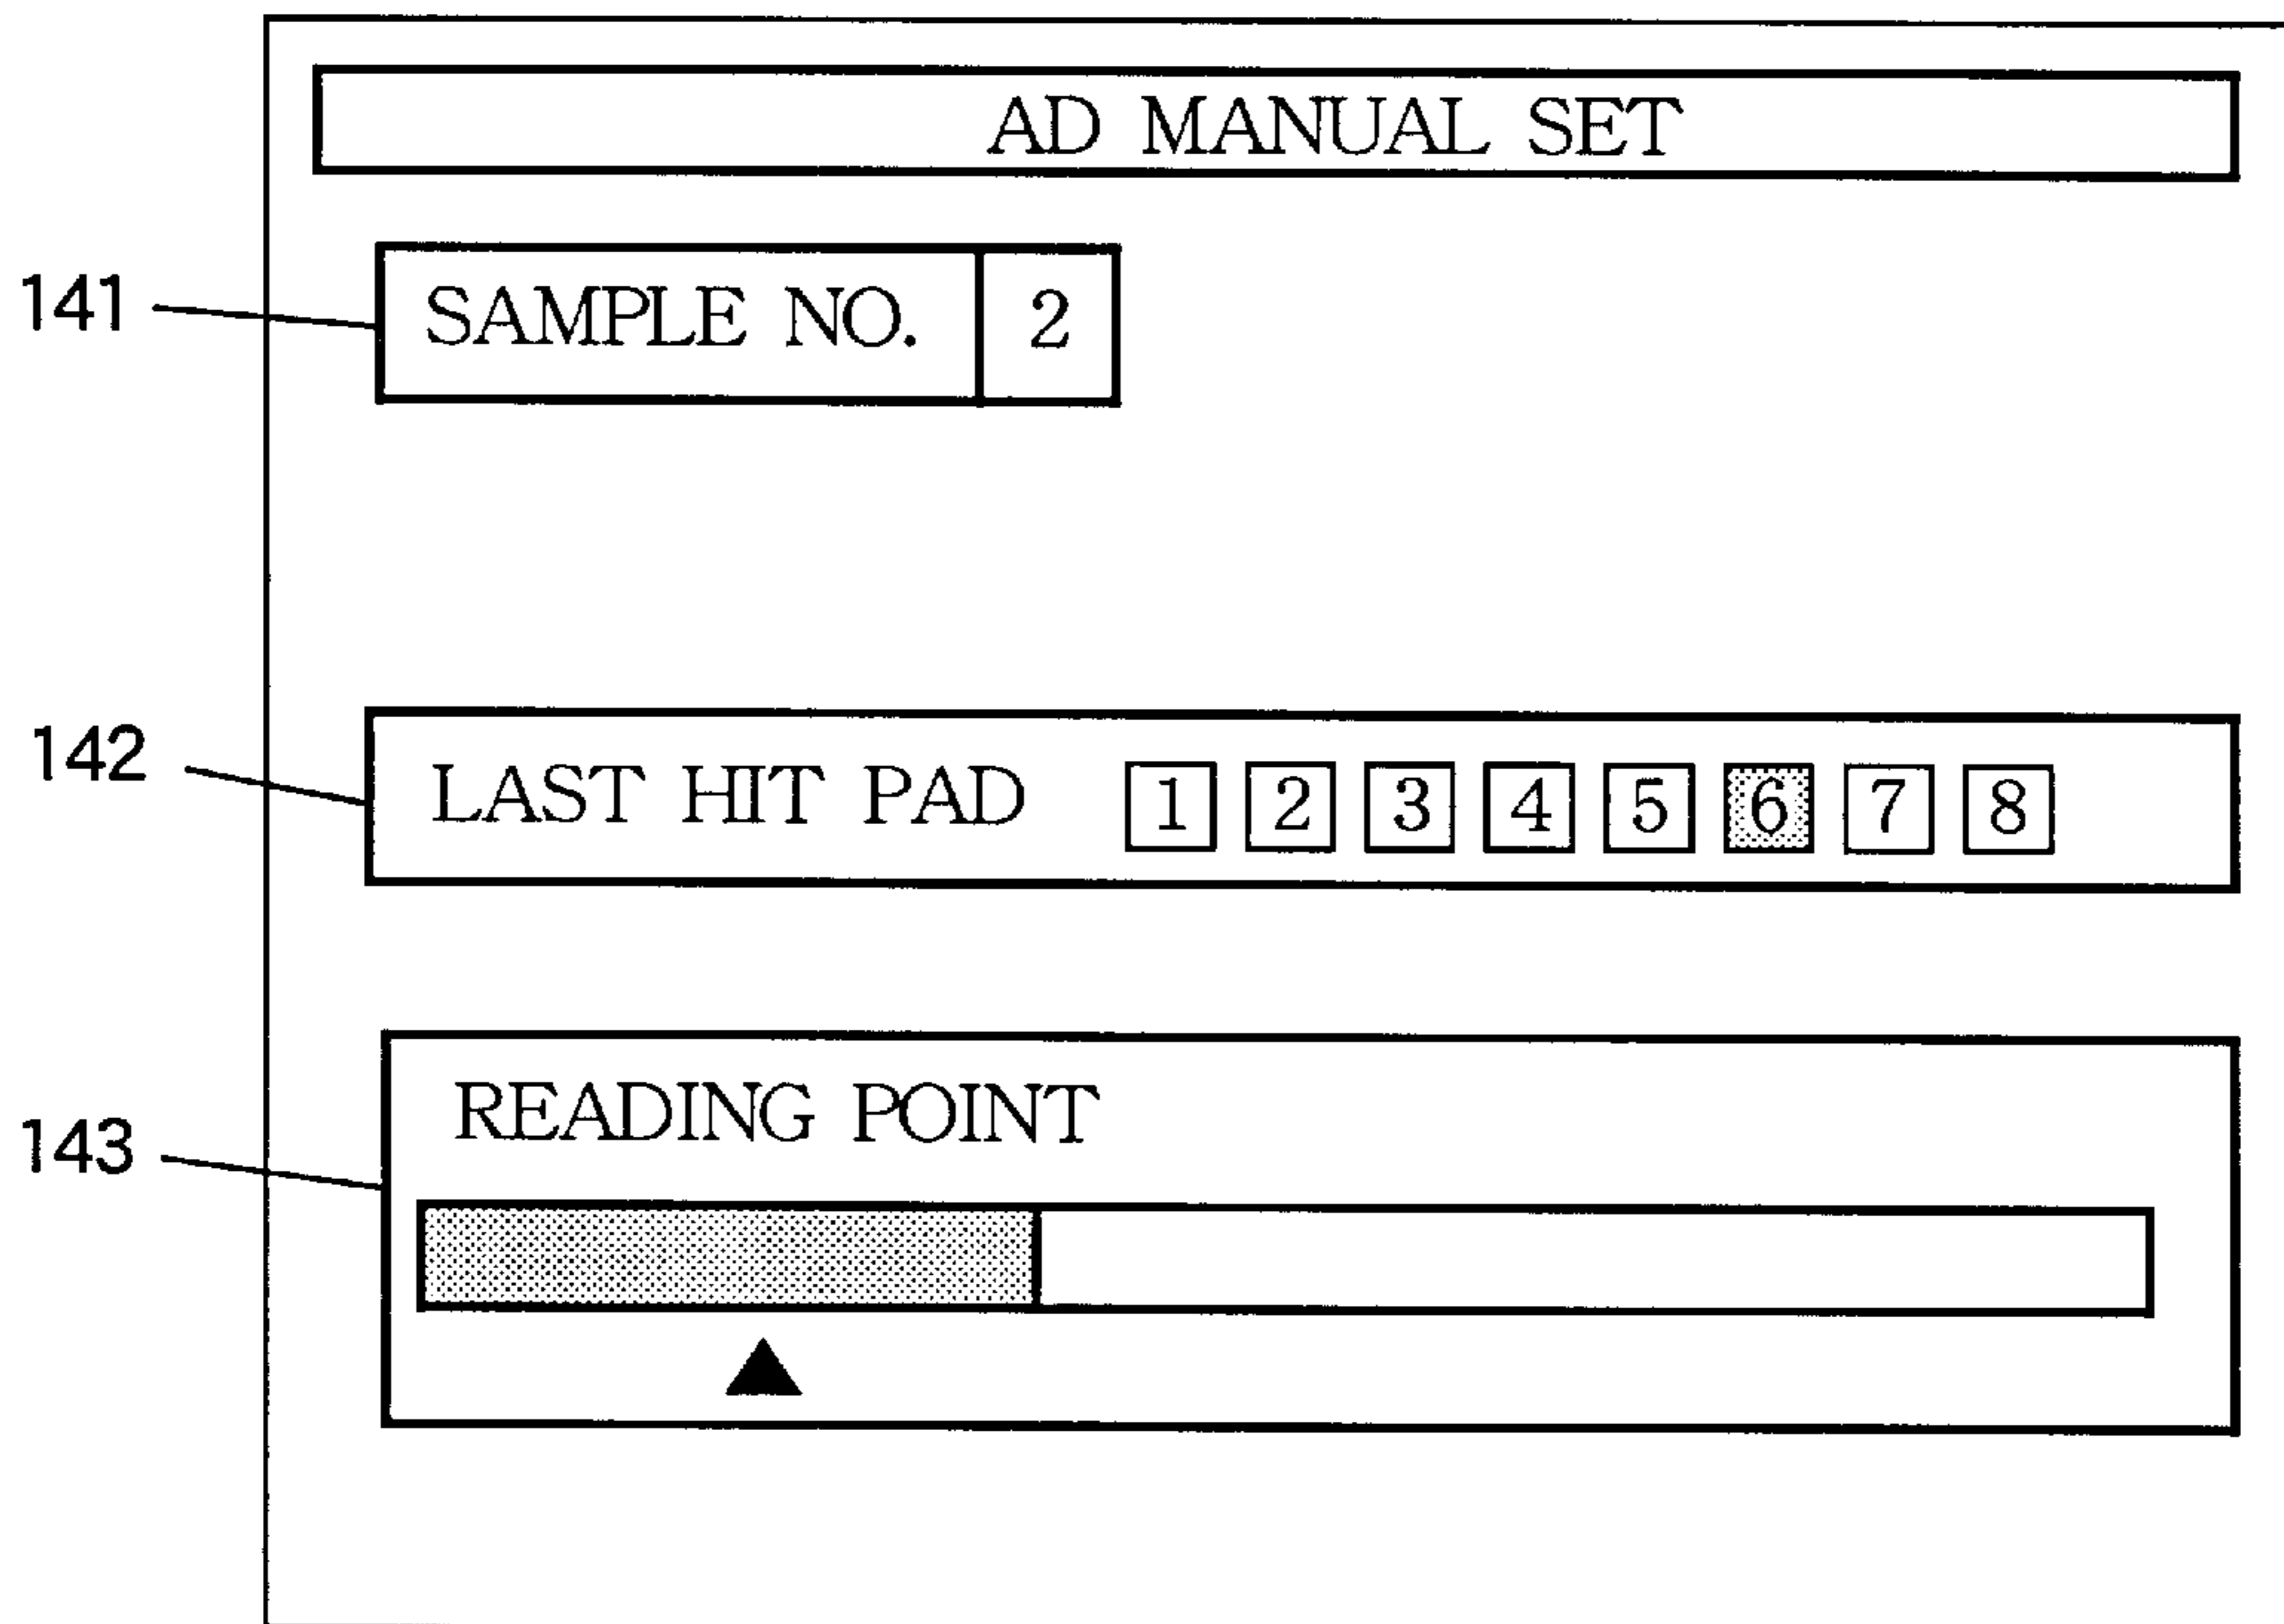 AD MANUAL SET
141 SAMPLE NO. 2
142 LAST HIT PAD 1 2 3 4 5 6 7 8
143 READING POINT